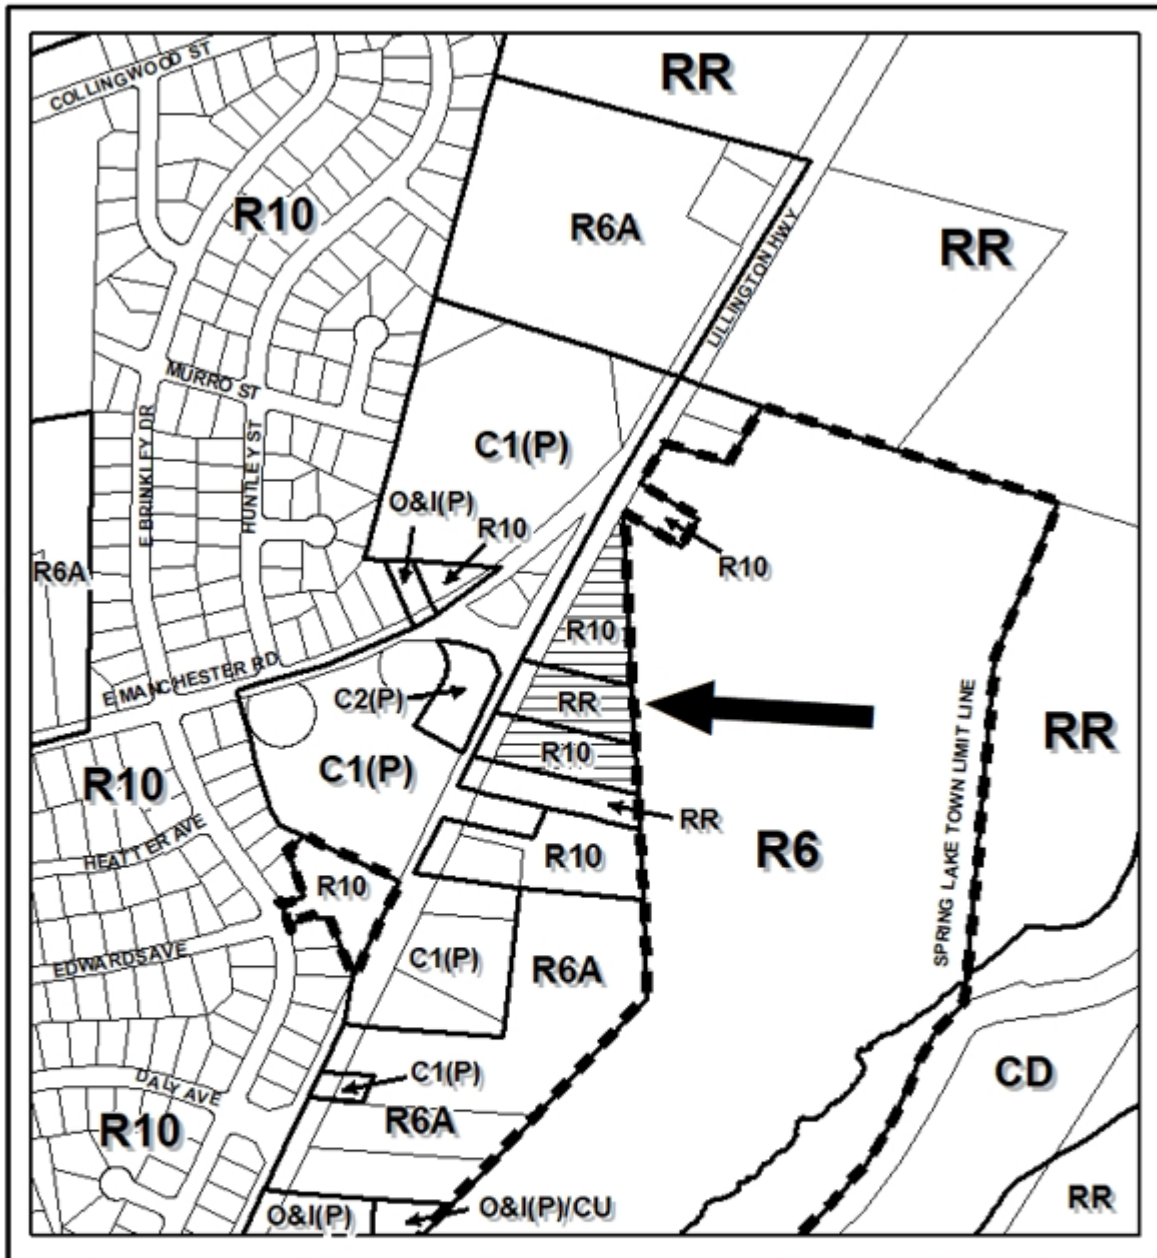 COLLINGWOOD ST
RR
R10
R6A
LILLINGTON HWY
RR
MURRO ST
E BRINKLEY DR
HUNTLEY ST
C1(P)
O&I(P)
R10
R10
R6A
R10
E MANCHESTER RD
C2(P)
RR
R10
C1(P)
R10
RR
RR
SPRING LAKE TOWN LIMIT LINE
HEATTER AVE
R10
R6
R10
EDWARDS AVE
C1(P)
R6A
DALY AVE
C1(P)
CD
R10
R6A
RR
O&I(P)
O&I(P)/CU